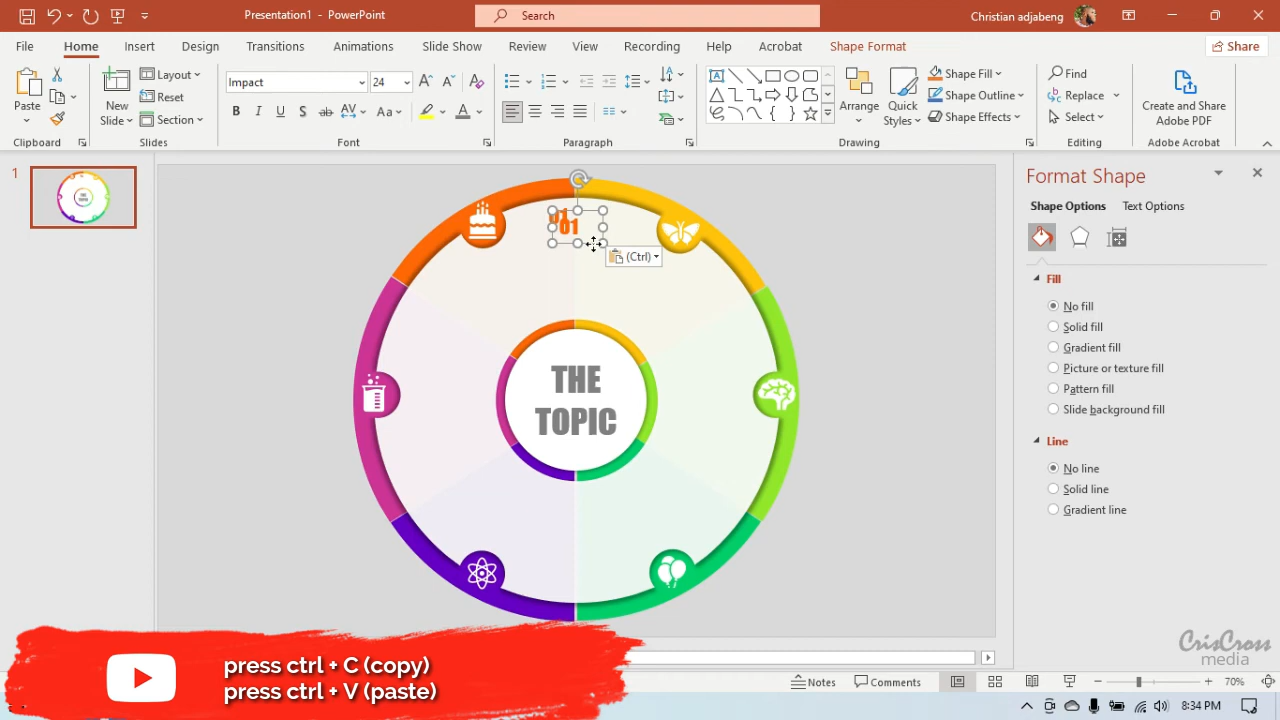 Presentation1 - PowerPoint
Search
Christian adjabeng
File Home Insert Design Transitions Animations Slide Show Review View Recording Help Acrobat Shape Format Share
Paste
New
Slide
Layout
Reset
Section
Impact 24
Aa
Arrange
Quick
Styles
Shape Fill
Shape Outline
Shape Effects
Find
Replace
Select
Create and Share
Adobe PDF
Clipboard Slides Font Paragraph Drawing Editing Adobe Acrobat
1
01
01
(Ctrl)
THE
TOPIC
Format Shape
Shape Options Text Options
Fill
No fill
Solid fill
Gradient fill
Picture or texture fill
Pattern fill
Slide background fill
Line
No line
Solid line
Gradient line
CrisCross
media
press ctrl + C (copy)
press ctrl + V (paste)
Notes Comments 70%
8:34 PM